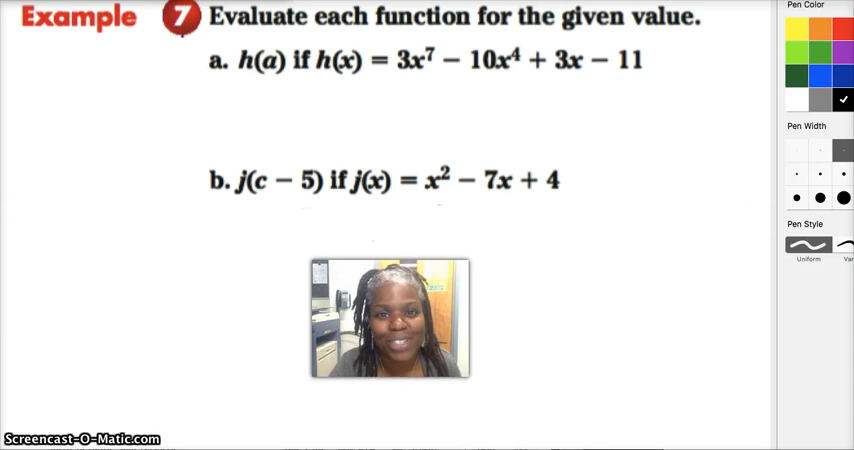 Example 7 Evaluate each function for the given value.
a. h(a) if h(x) = 3x⁷ − 10x⁴ + 3x − 11
b. j(c − 5) if j(x) = x² − 7x + 4
Pen Color
Pen Width
Pen Style
Uniform Var
Screencast-O-Matic.com